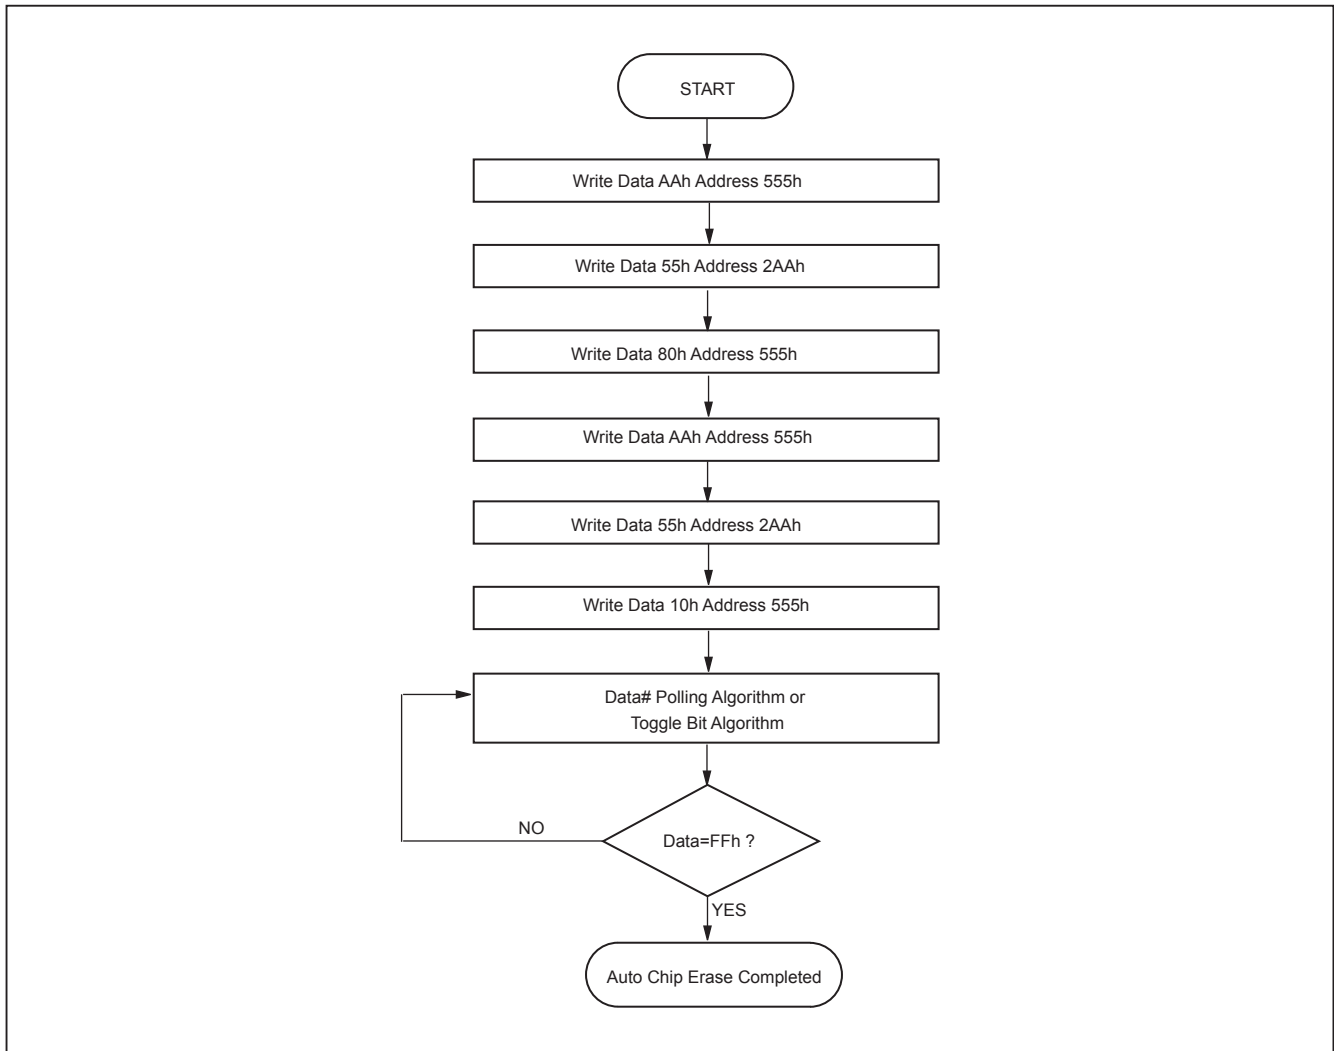 START
Write Data AAh Address 555h
Write Data 55h Address 2AAh
Write Data 80h Address 555h
Write Data AAh Address 555h
Write Data 55h Address 2AAh
Write Data 10h Address 555h
Data# Polling Algorithm or
Toggle Bit Algorithm
NO
Data=FFh ?
YES
Auto Chip Erase Completed